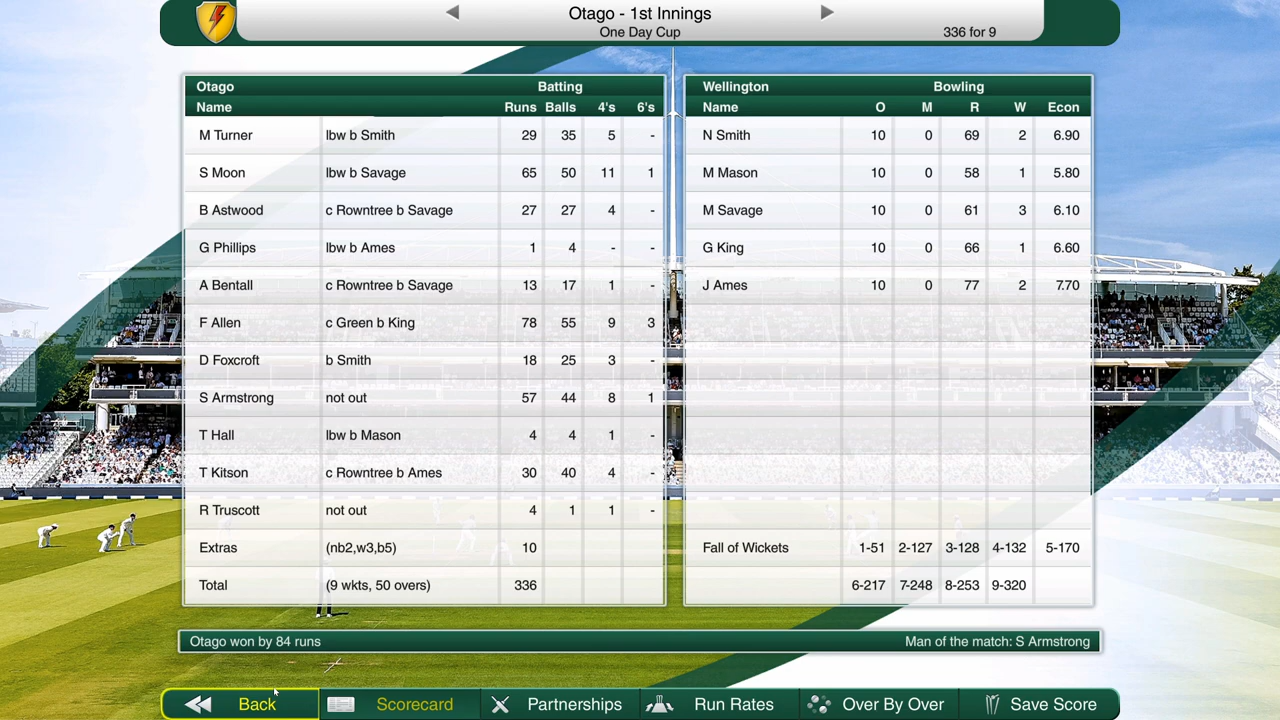 Otago - 1st Innings
One Day Cup
336 for 9
Otago Batting
Name Runs Balls 4's 6's
M Turner lbw b Smith 29 35 5 -
S Moon lbw b Savage 65 50 11 1
B Astwood c Rowntree b Savage 27 27 4 -
G Phillips lbw b Ames 1 4 - -
A Bentall c Rowntree b Savage 13 17 1 -
F Allen c Green b King 78 55 9 3
D Foxcroft b Smith 18 25 3 -
S Armstrong not out 57 44 8 1
T Hall lbw b Mason 4 4 1 -
T Kitson c Rowntree b Ames 30 40 4 -
R Truscott not out 4 1 1 -
Extras (nb2,w3,b5) 10
Total (9 wkts, 50 overs) 336
Wellington Bowling
Name O M R W Econ
N Smith 10 0 69 2 6.90
M Mason 10 0 58 1 5.80
M Savage 10 0 61 3 6.10
G King 10 0 66 1 6.60
J Ames 10 0 77 2 7.70
Fall of Wickets 1-51 2-127 3-128 4-132 5-170
6-217 7-248 8-253 9-320
Otago won by 84 runs Man of the match: S Armstrong
Back Scorecard Partnerships Run Rates Over By Over Save Score